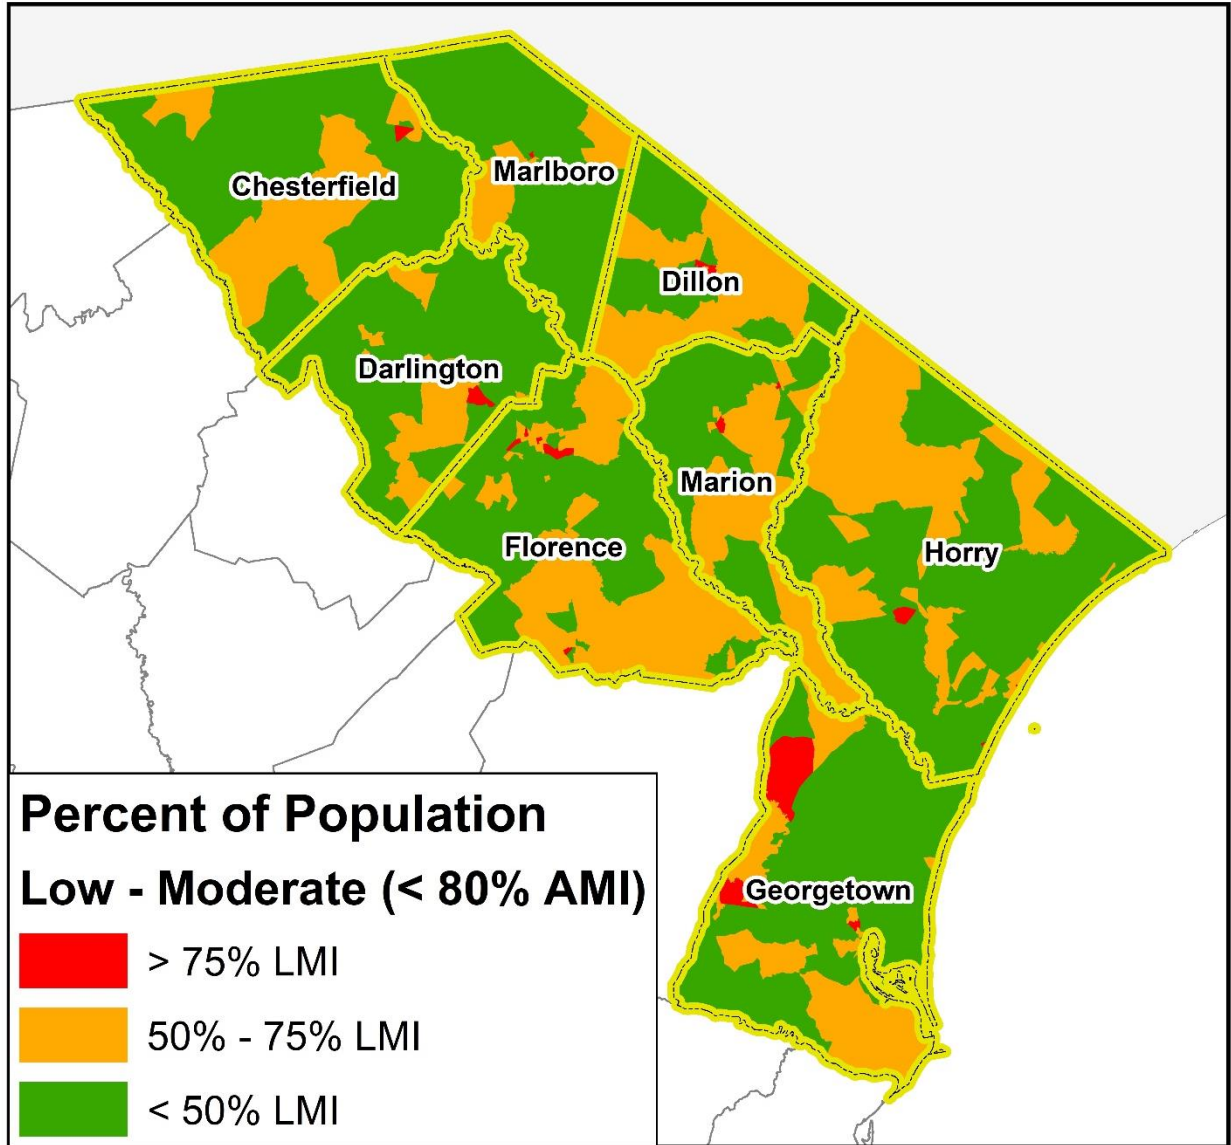 Chesterfield
Marlboro
Dillon
Darlington
Marion
Florence
Horry
Georgetown
Percent of Population
Low - Moderate (< 80% AMI)
> 75% LMI
50% - 75% LMI
< 50% LMI